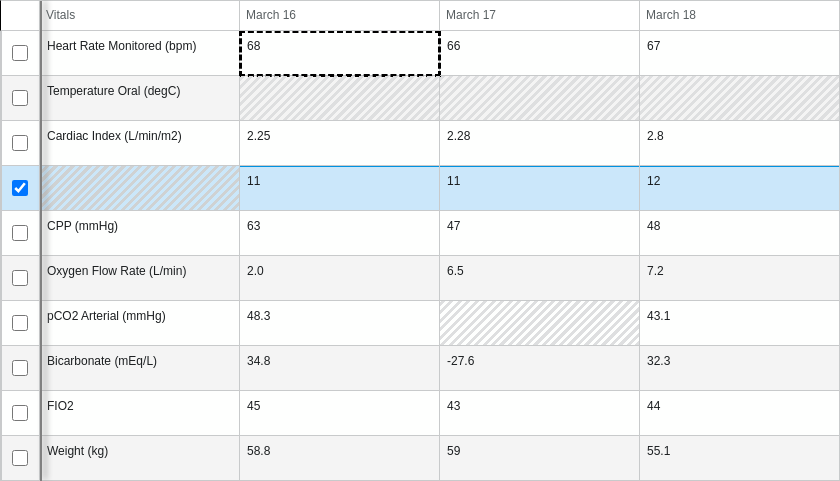 Vitals March 16 March 17 March 18
Heart Rate Monitored (bpm) 68 66 67
Temperature Oral (degC)
Cardiac Index (L/min/m2) 2.25 2.28 2.8
11 11 12
CPP (mmHg) 63 47 48
Oxygen Flow Rate (L/min) 2.0 6.5 7.2
pCO2 Arterial (mmHg) 48.3 43.1
Bicarbonate (mEq/L) 34.8 -27.6 32.3
FIO2 45 43 44
Weight (kg) 58.8 59 55.1